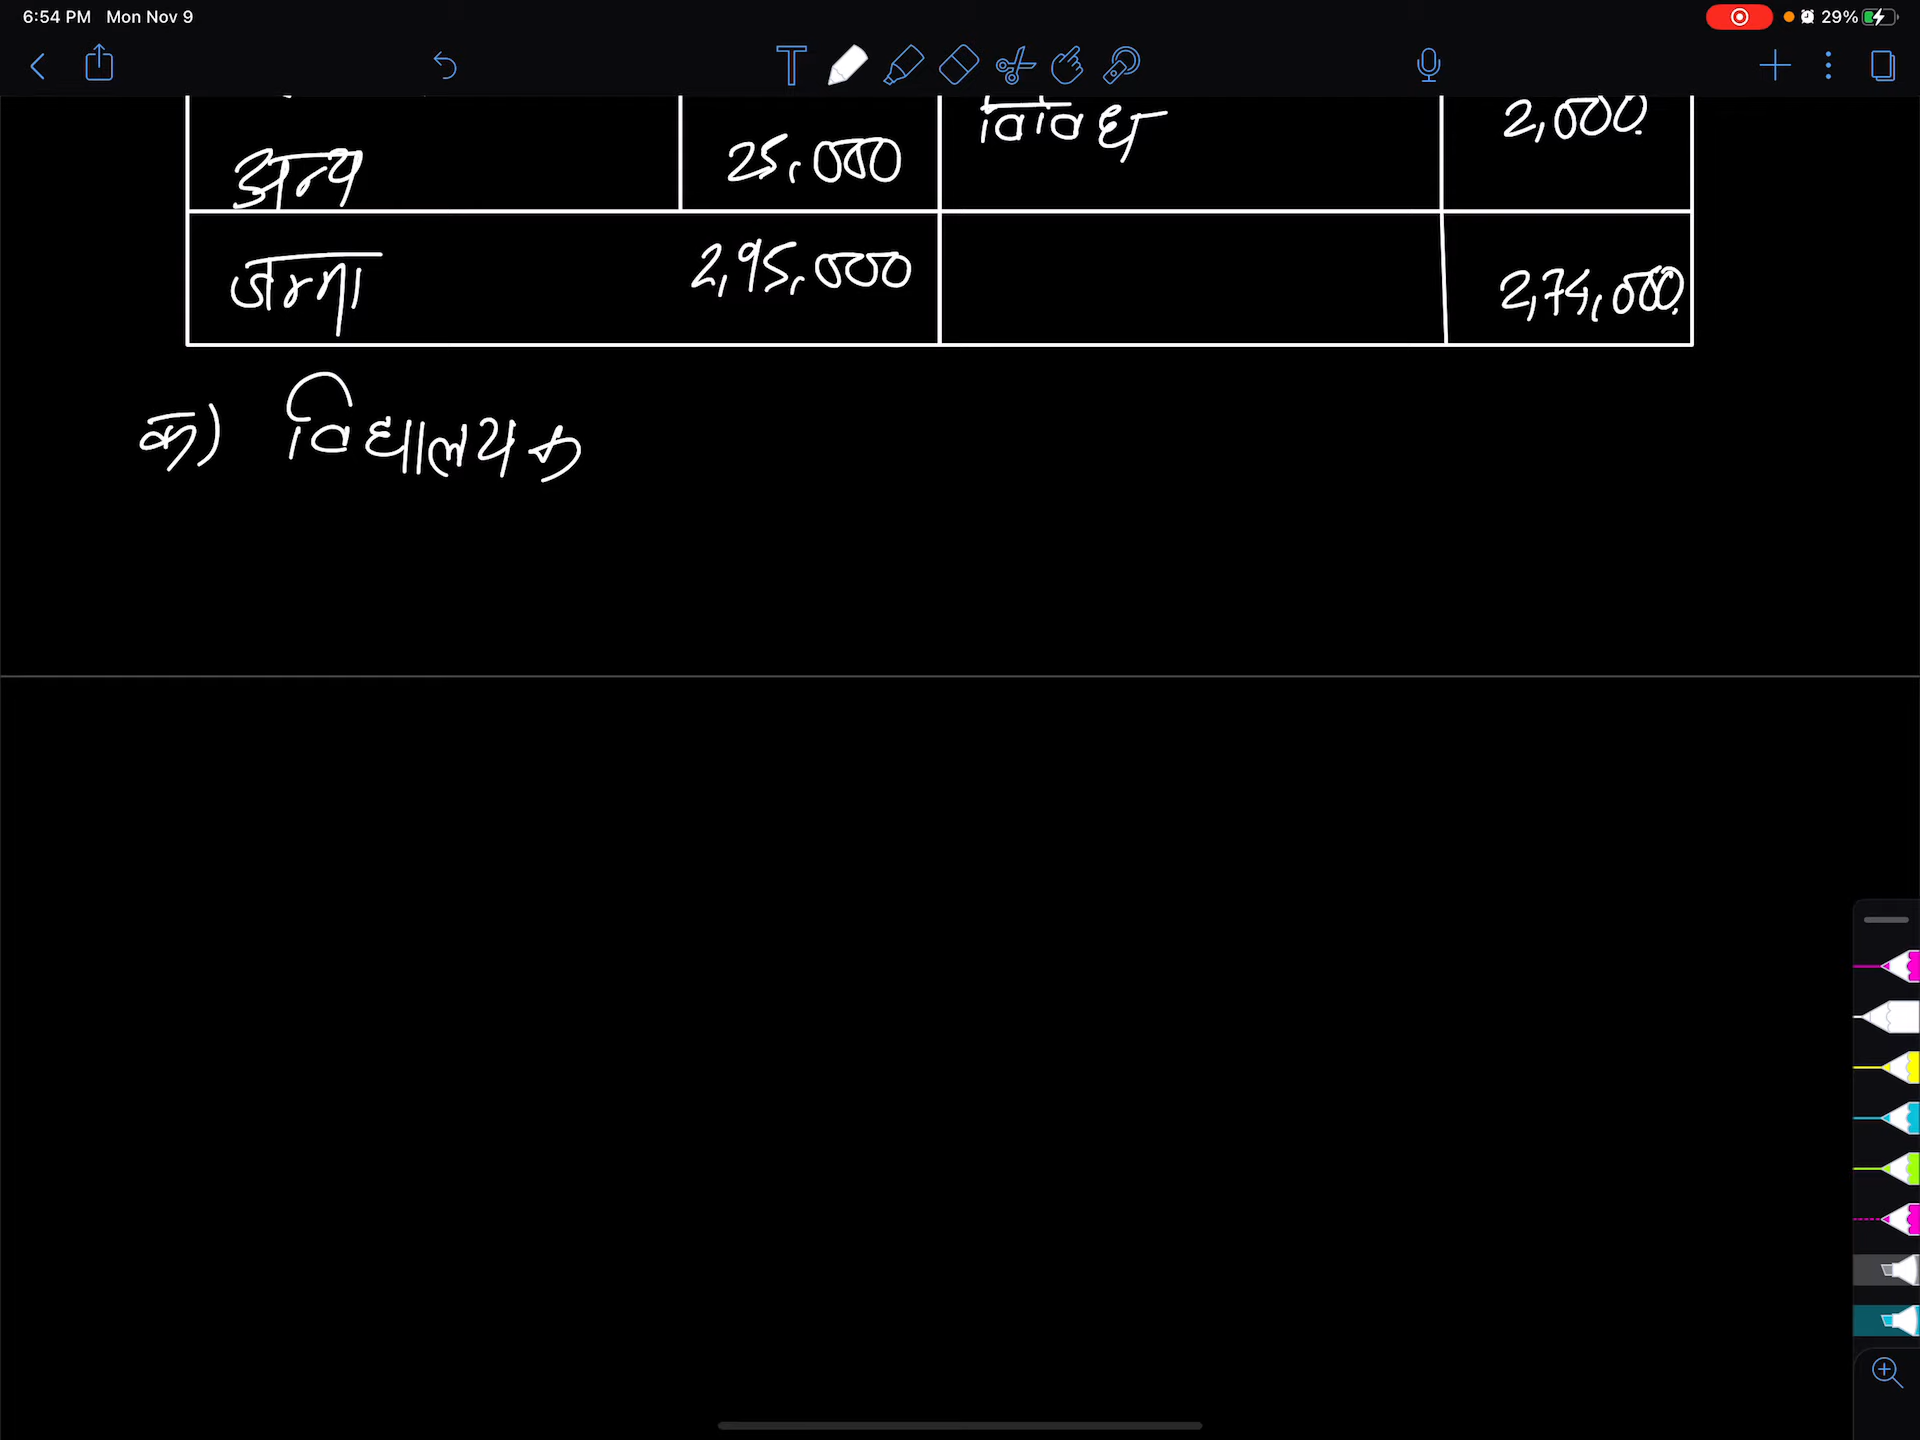 6:54 PM Mon Nov 9
29%
T
विविध 2,000
अन्य 25,000
जम्मा 2,95,000 2,74,000
क) विद्यालयक